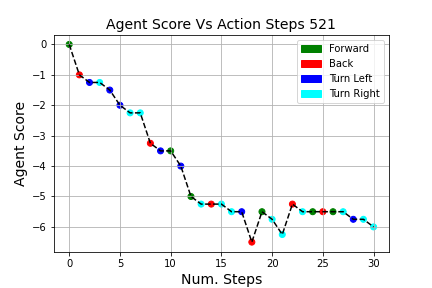 Agent Score Vs Action Steps 521
Forward
Back
Turn Left
Turn Right
Agent Score
0
−1
−2
−3
−4
−5
−6
0 5 10 15 20 25 30
Num. Steps